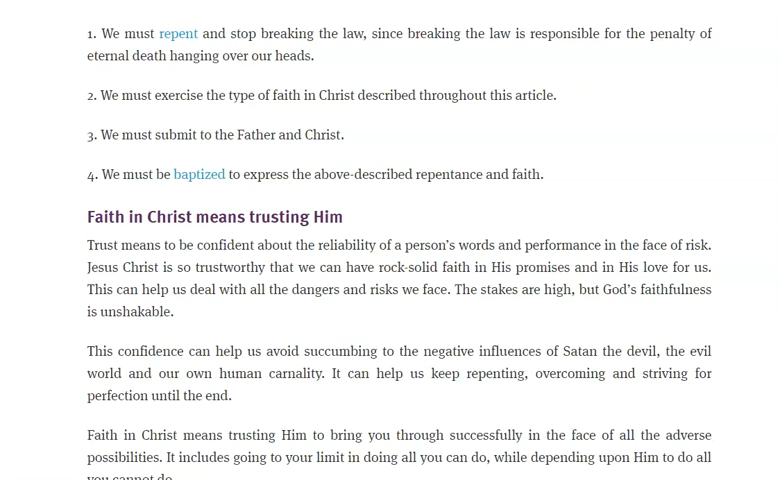 1. We must repent and stop breaking the law, since breaking the law is responsible for the penalty of
eternal death hanging over our heads.
2. We must exercise the type of faith in Christ described throughout this article.
3. We must submit to the Father and Christ.
4. We must be baptized to express the above-described repentance and faith.
Faith in Christ means trusting Him
Trust means to be confident about the reliability of a person’s words and performance in the face of risk.
Jesus Christ is so trustworthy that we can have rock-solid faith in His promises and in His love for us.
This can help us deal with all the dangers and risks we face. The stakes are high, but God’s faithfulness
is unshakable.
This confidence can help us avoid succumbing to the negative influences of Satan the devil, the evil
world and our own human carnality. It can help us keep repenting, overcoming and striving for
perfection until the end.
Faith in Christ means trusting Him to bring you through successfully in the face of all the adverse
possibilities. It includes going to your limit in doing all you can do, while depending upon Him to do all
you cannot do